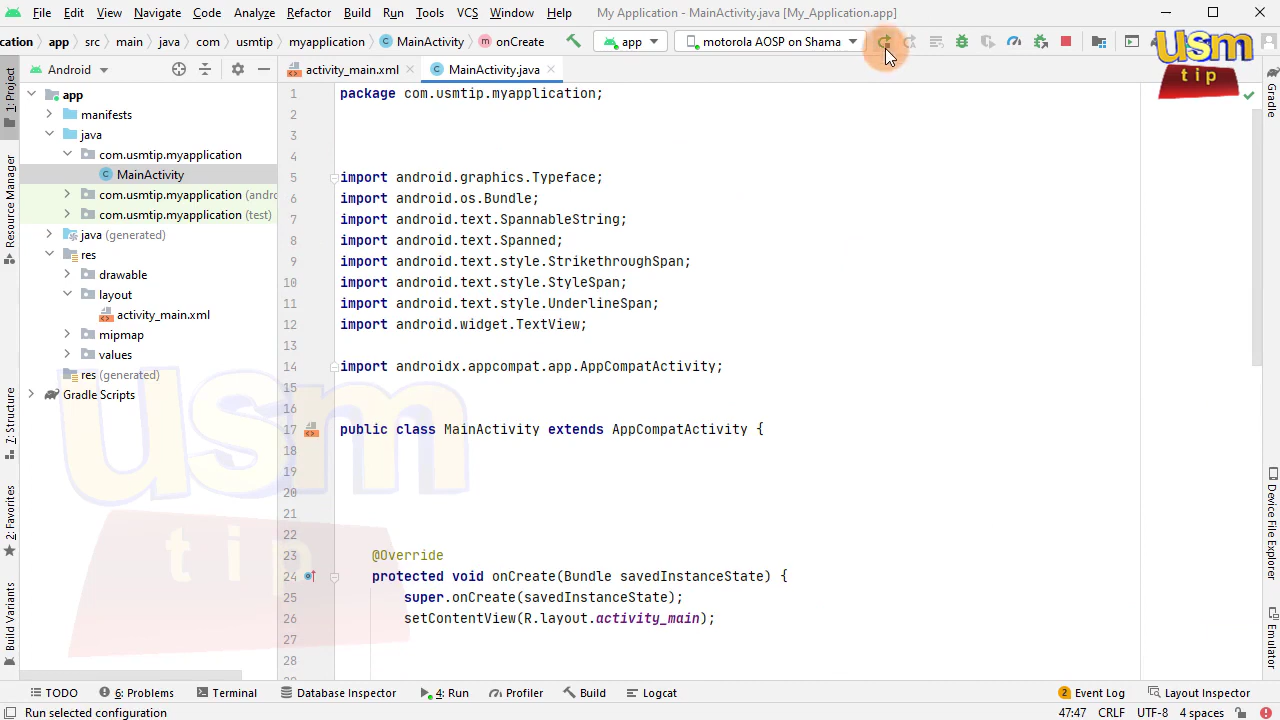 File Edit View Navigate Code Analyze Refactor Build Run Tools VCS Window Help My Application - MainActivity.java [My_Application.app]
cation app src main java com usmtip myapplication MainActivity onCreate app motorola AOSP on Shama
usm
tip
Android activity_main.xml MainActivity.java
1: Project
Resource Manager
7: Structure
2: Favorites
Build Variants
app
manifests
java
com.usmtip.myapplication
MainActivity
com.usmtip.myapplication (andro
com.usmtip.myapplication (test)
java (generated)
res
drawable
layout
activity_main.xml
mipmap
values
res (generated)
Gradle Scripts
1 package com.usmtip.myapplication;
2
3
4
5 import android.graphics.Typeface;
6 import android.os.Bundle;
7 import android.text.SpannableString;
8 import android.text.Spanned;
9 import android.text.style.StrikethroughSpan;
10 import android.text.style.StyleSpan;
11 import android.text.style.UnderlineSpan;
12 import android.widget.TextView;
13
14 import androidx.appcompat.app.AppCompatActivity;
15
16
17 public class MainActivity extends AppCompatActivity {
18
19
20
21
22
23 @Override
24 protected void onCreate(Bundle savedInstanceState) {
25 super.onCreate(savedInstanceState);
26 setContentView(R.layout.activity_main);
27
28
usm
tip
Gradle
Device File Explorer
Emulator
TODO 6: Problems Terminal Database Inspector 4: Run Profiler Build Logcat 2 Event Log Layout Inspector
Run selected configuration 47:47 CRLF UTF-8 4 spaces